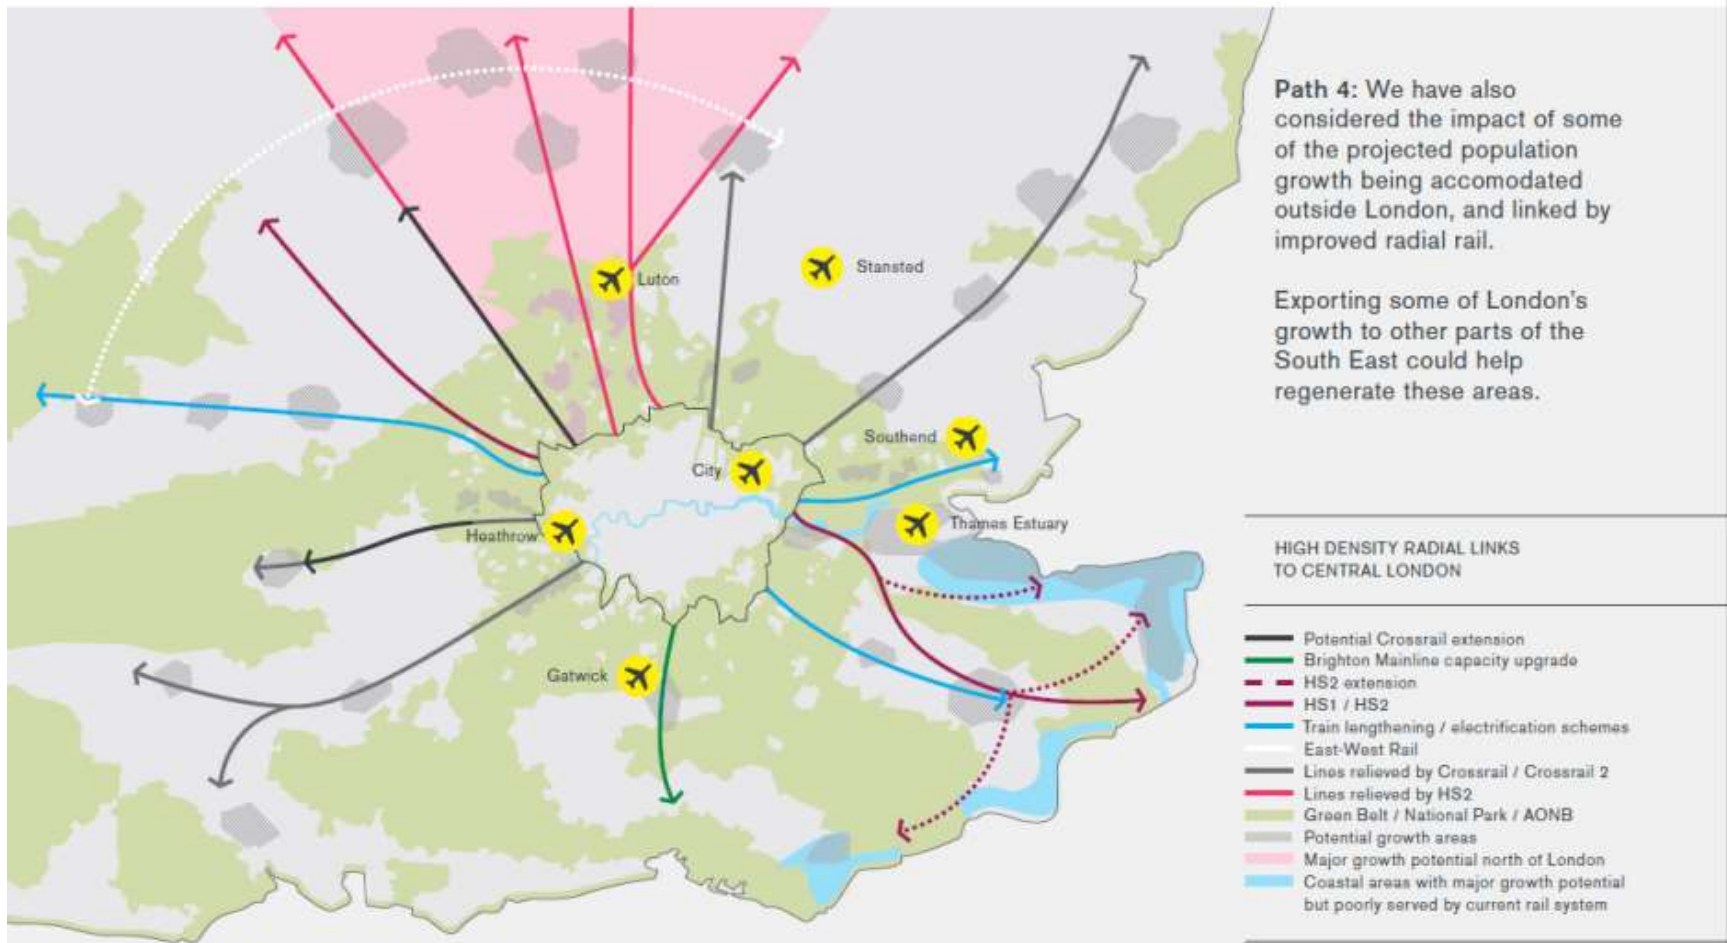 Path 4: We have also
considered the impact of some
of the projected population
growth being accomodated
outside London, and linked by
improved radial rail.
Exporting some of London's
growth to other parts of the
South East could help
regenerate these areas.
Luton
Stansted
Southend
City
Thames Estuary
Heathrow
Gatwick
HIGH DENSITY RADIAL LINKS
TO CENTRAL LONDON
Potential Crossrail extension
Brighton Mainline capacity upgrade
HS2 extension
HS1 / HS2
Train lengthening / electrification schemes
East-West Rail
Lines relieved by Crossrail / Crossrail 2
Lines relieved by HS2
Green Belt / National Park / AONB
Potential growth areas
Major growth potential north of London
Coastal areas with major growth potential
but poorly served by current rail system